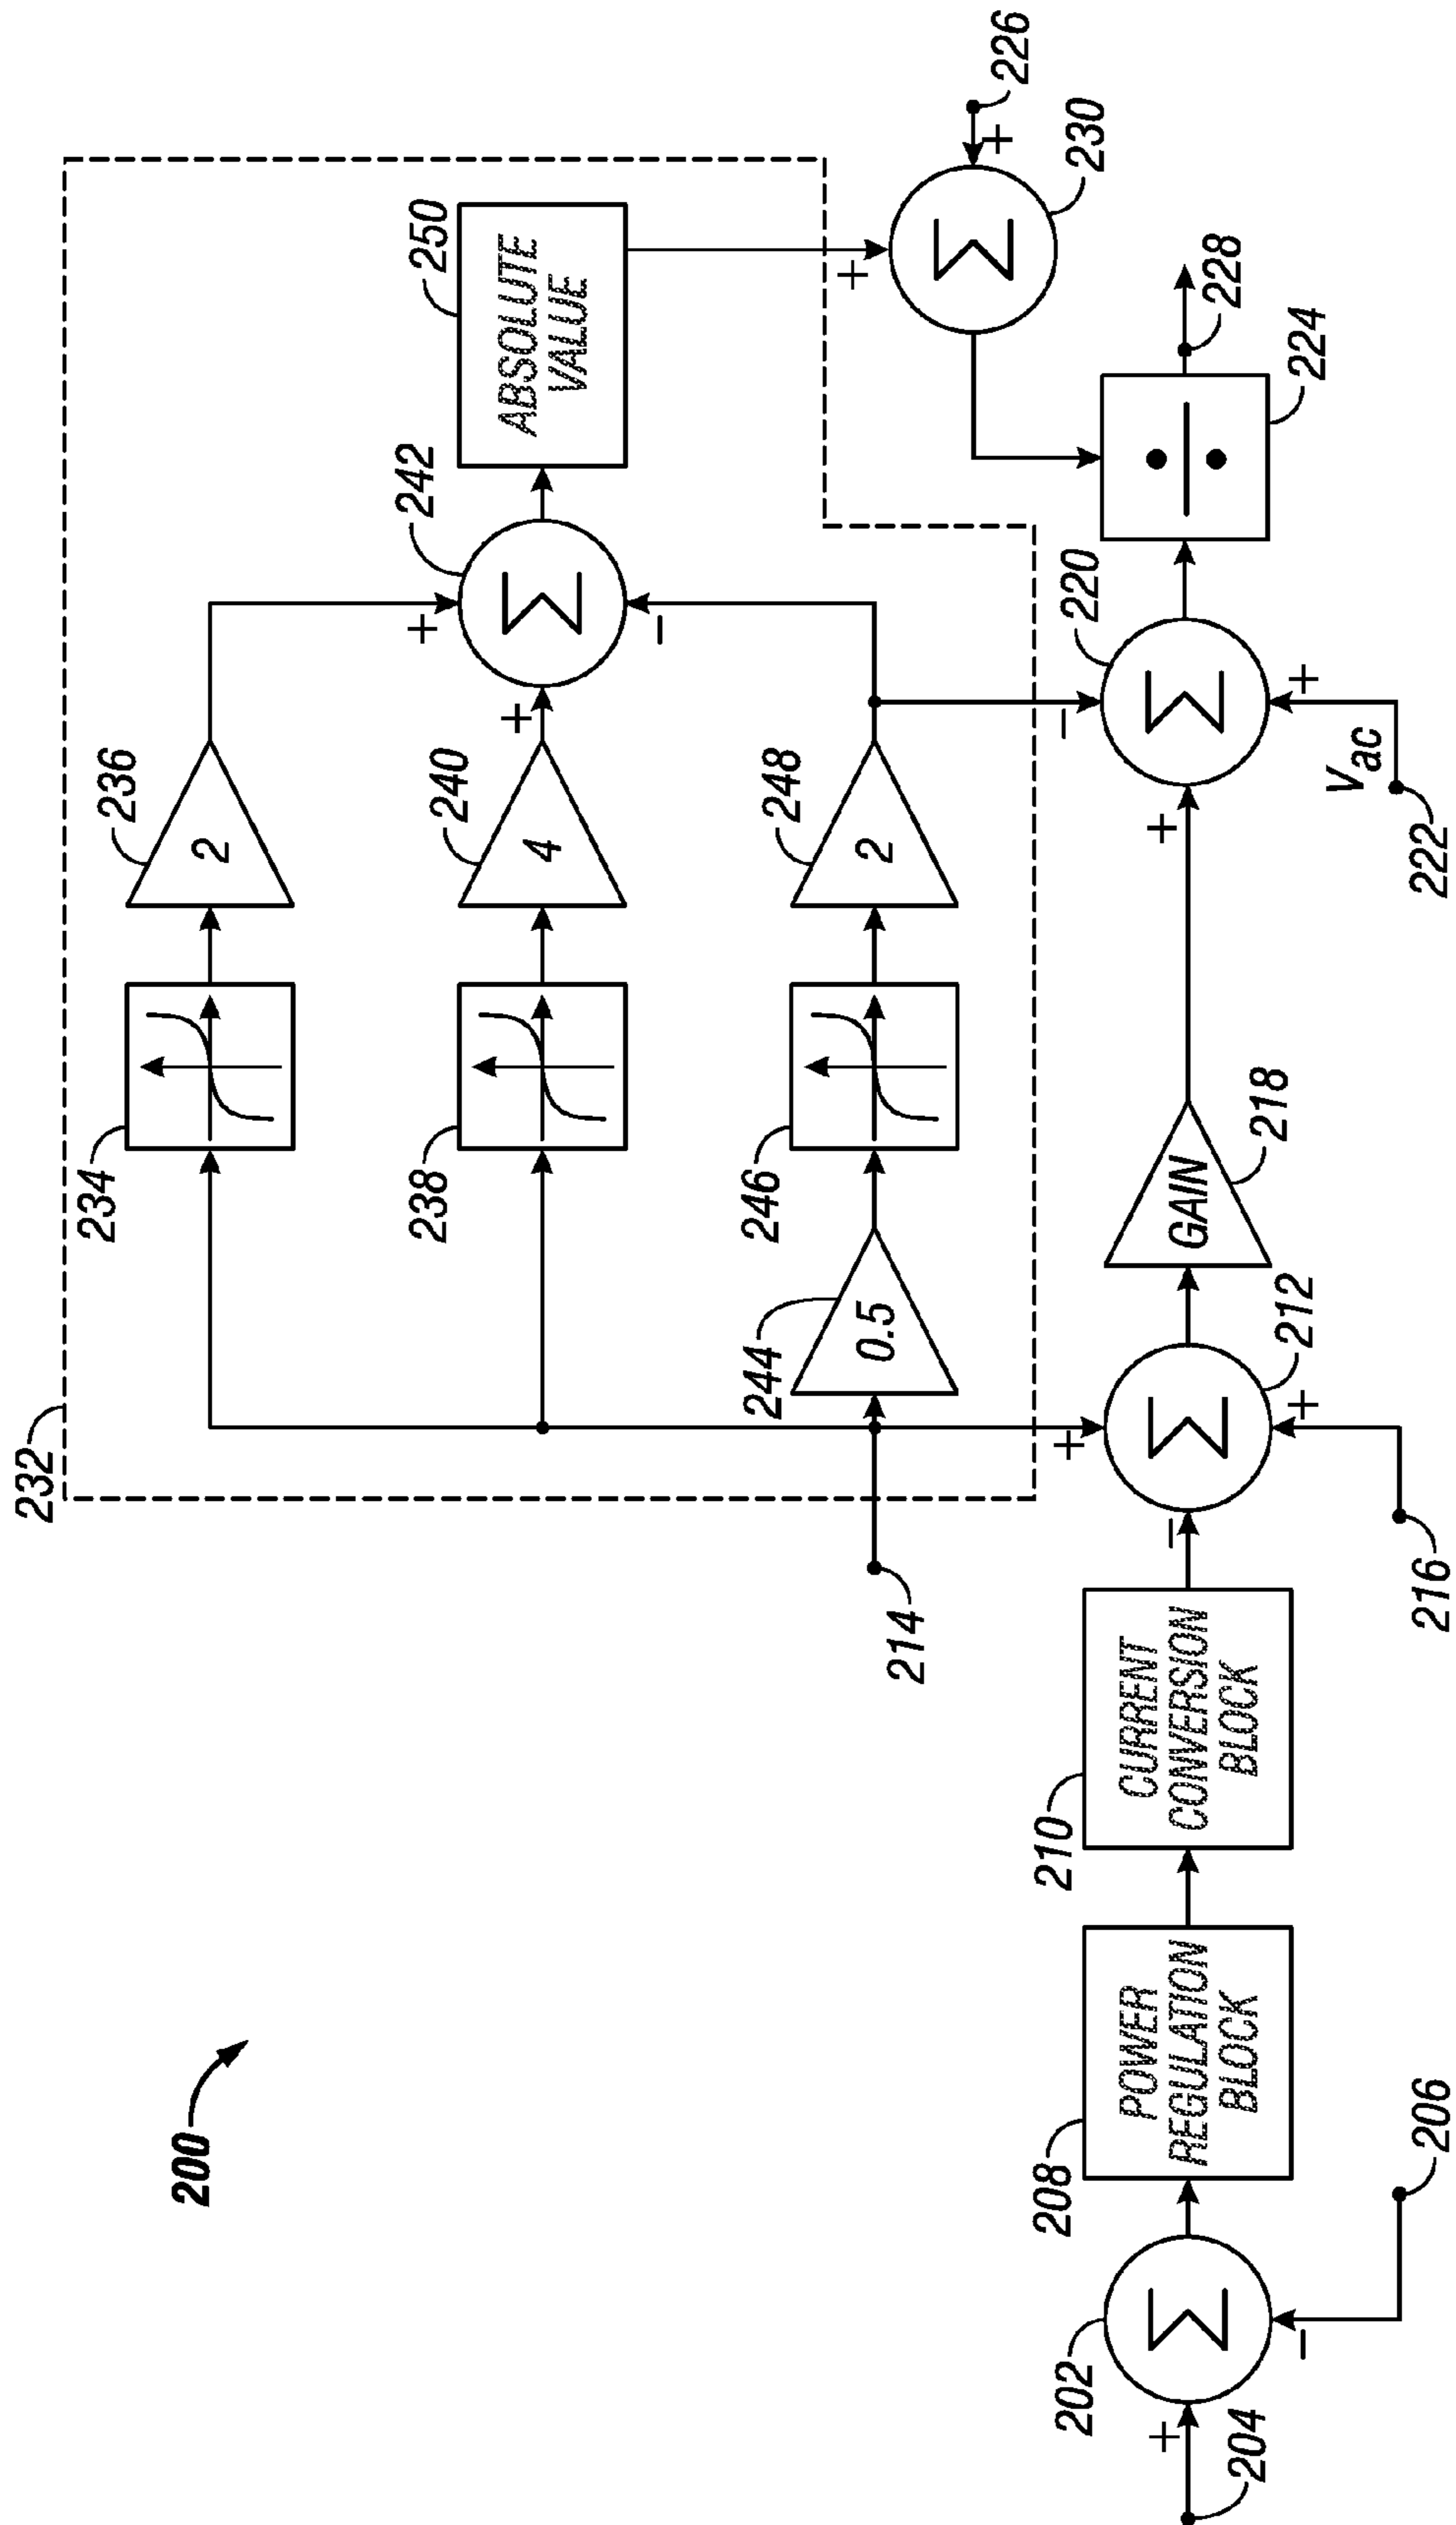 200
232
234
236
2
238
240
4
242
250
ABSOLUTE
VALUE
244
0.5
246
248
2
214
226
+
230
Σ
+
+
+
−
Σ
202
204
+
Σ
206
−
208
POWER
REGULATION
BLOCK
210
CURRENT
CONVERSION
BLOCK
−
+
212
Σ
216
+
218
GAIN
+
−
220
Σ
222
Vac
+
224
÷
228